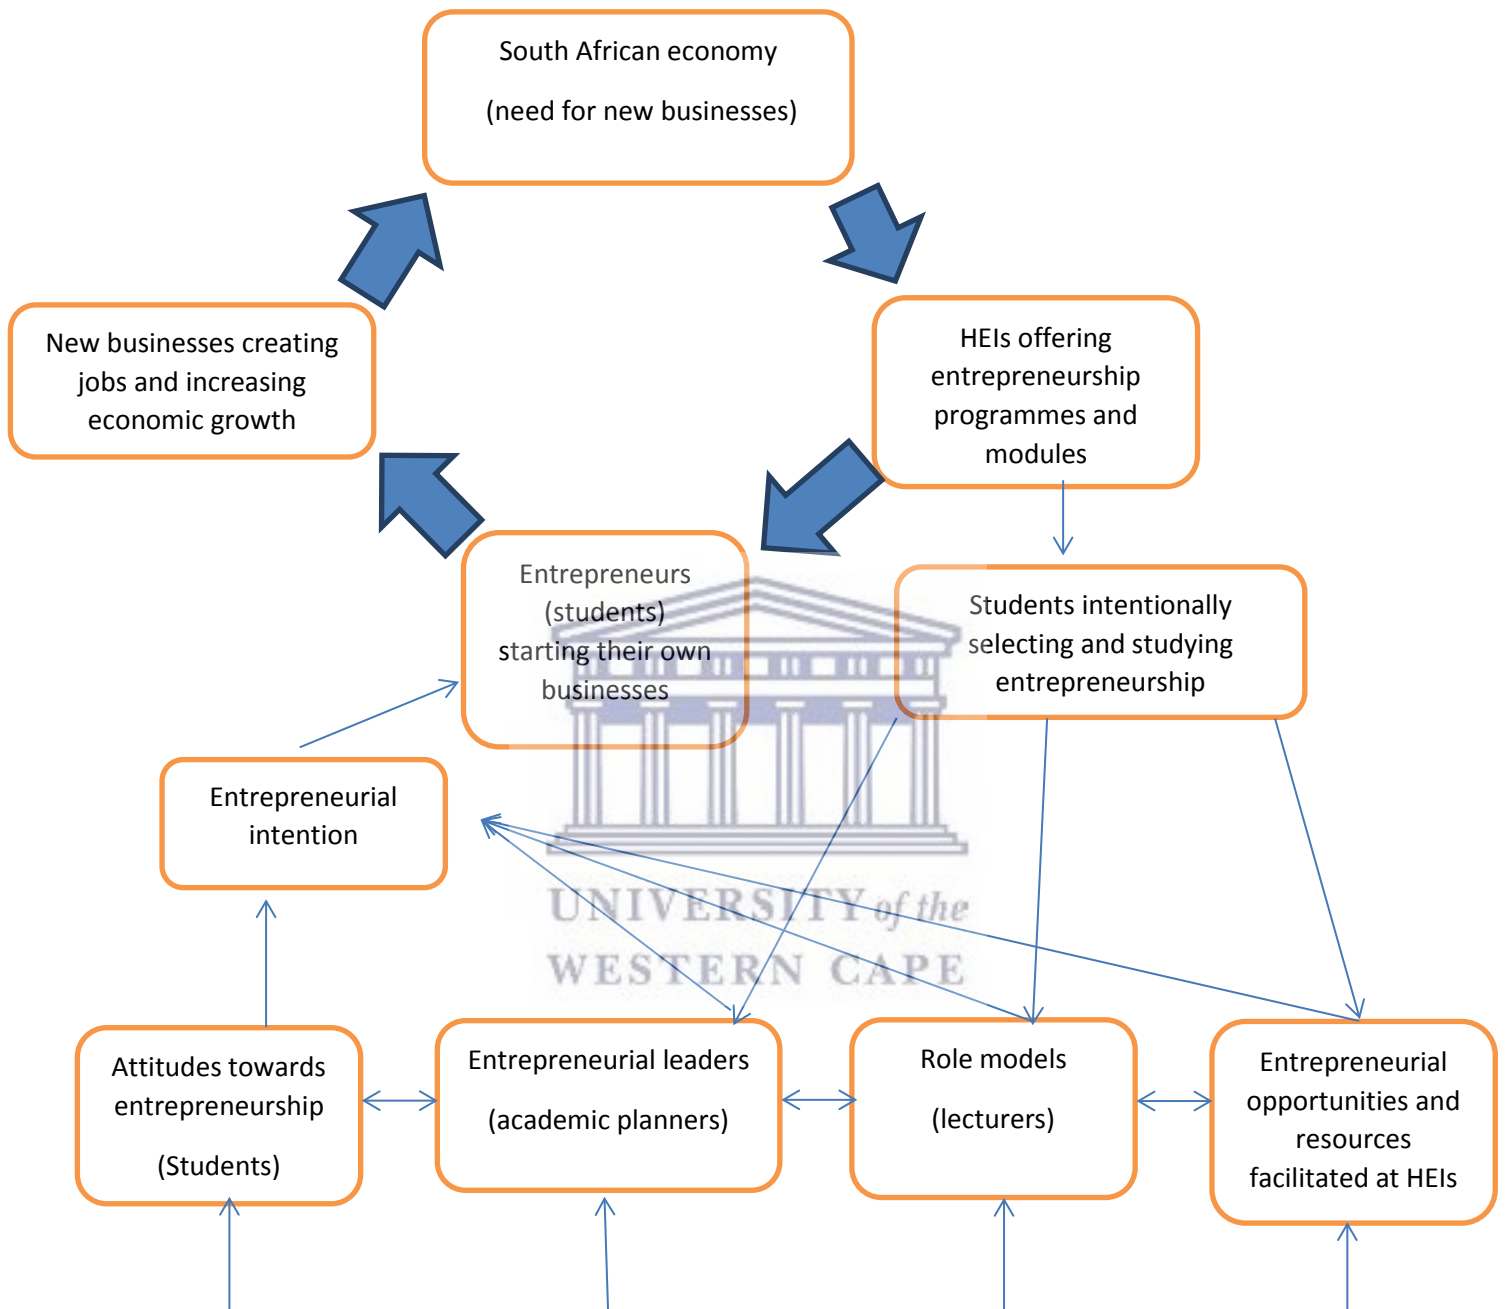 South African economy
(need for new businesses)
New businesses creating
jobs and increasing
economic growth
HEIs offering
entrepreneurship
programmes and
modules
Entrepreneurs
(students)
starting their own
businesses
Students intentionally
selecting and studying
entrepreneurship
Entrepreneurial
intention
UNIVERSITY of the
WESTERN CAPE
Attitudes towards
entrepreneurship
(Students)
Entrepreneurial leaders
(academic planners)
Role models
(lecturers)
Entrepreneurial
opportunities and
resources
facilitated at HEIs